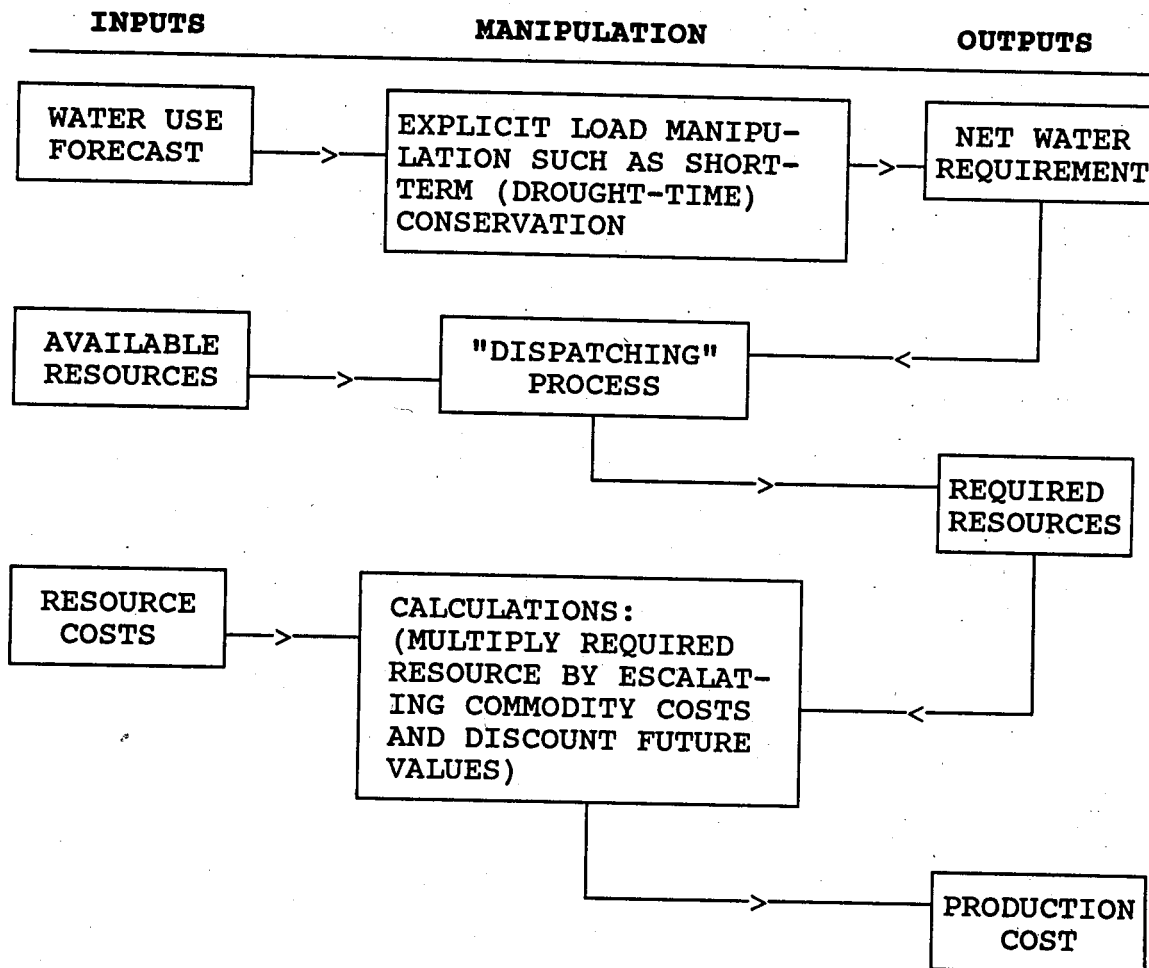 INPUTS
MANIPULATION
OUTPUTS
WATER USE
FORECAST
EXPLICIT LOAD MANIPU-
LATION SUCH AS SHORT-
TERM (DROUGHT-TIME)
CONSERVATION
NET WATER
REQUIREMENT
AVAILABLE
RESOURCES
"DISPATCHING"
PROCESS
REQUIRED
RESOURCES
RESOURCE
COSTS
CALCULATIONS:
(MULTIPLY REQUIRED
RESOURCE BY ESCALAT-
ING COMMODITY COSTS
AND DISCOUNT FUTURE
VALUES)
PRODUCTION
COST